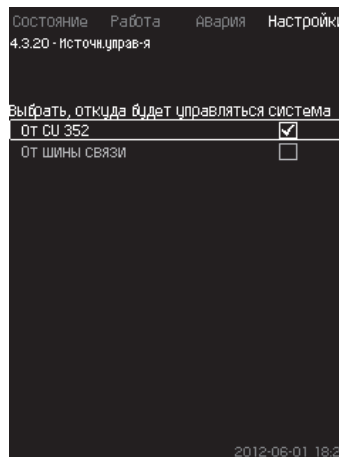 Состояние Работа Авария Настройки
4.3.20 - Источн.управ-я
Выбрать, откуда будет управляться система
От CU 352
От шины связи
2012-06-01 18:2